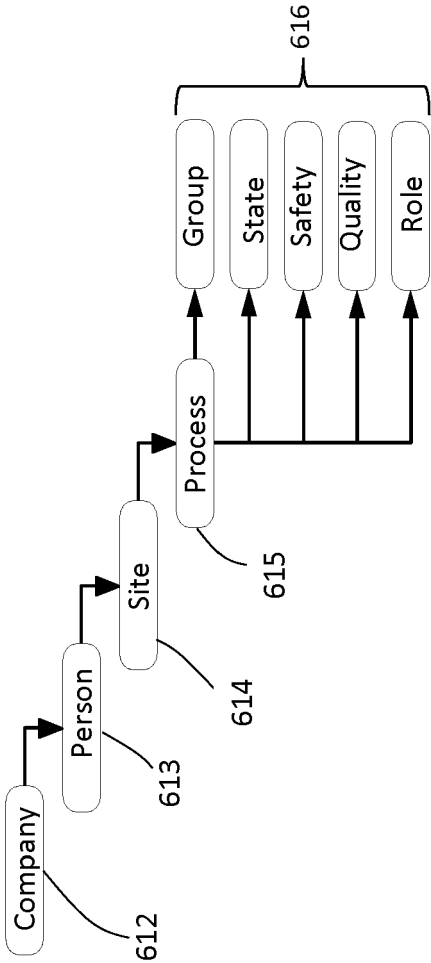 Company
612
Person
613
Site
614
Process
615
Group
State
Safety
Quality
Role
616